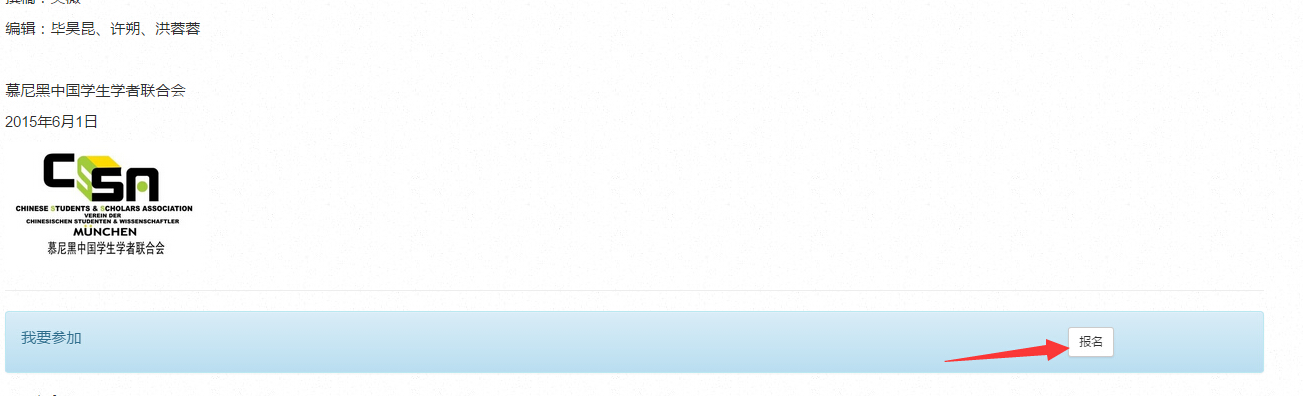 编辑：毕昊昆、许朔、洪蓉蓉
慕尼黑中国学生学者联合会
2015年6月1日
CSSA
CHINESE STUDENTS & SCHOLARS ASSOCIATION
VEREIN DER
CHINESISCHEN STUDENTEN & WISSENSCHAFTLER
MÜNCHEN
慕尼黑中国学生学者联合会
我要参加
报名